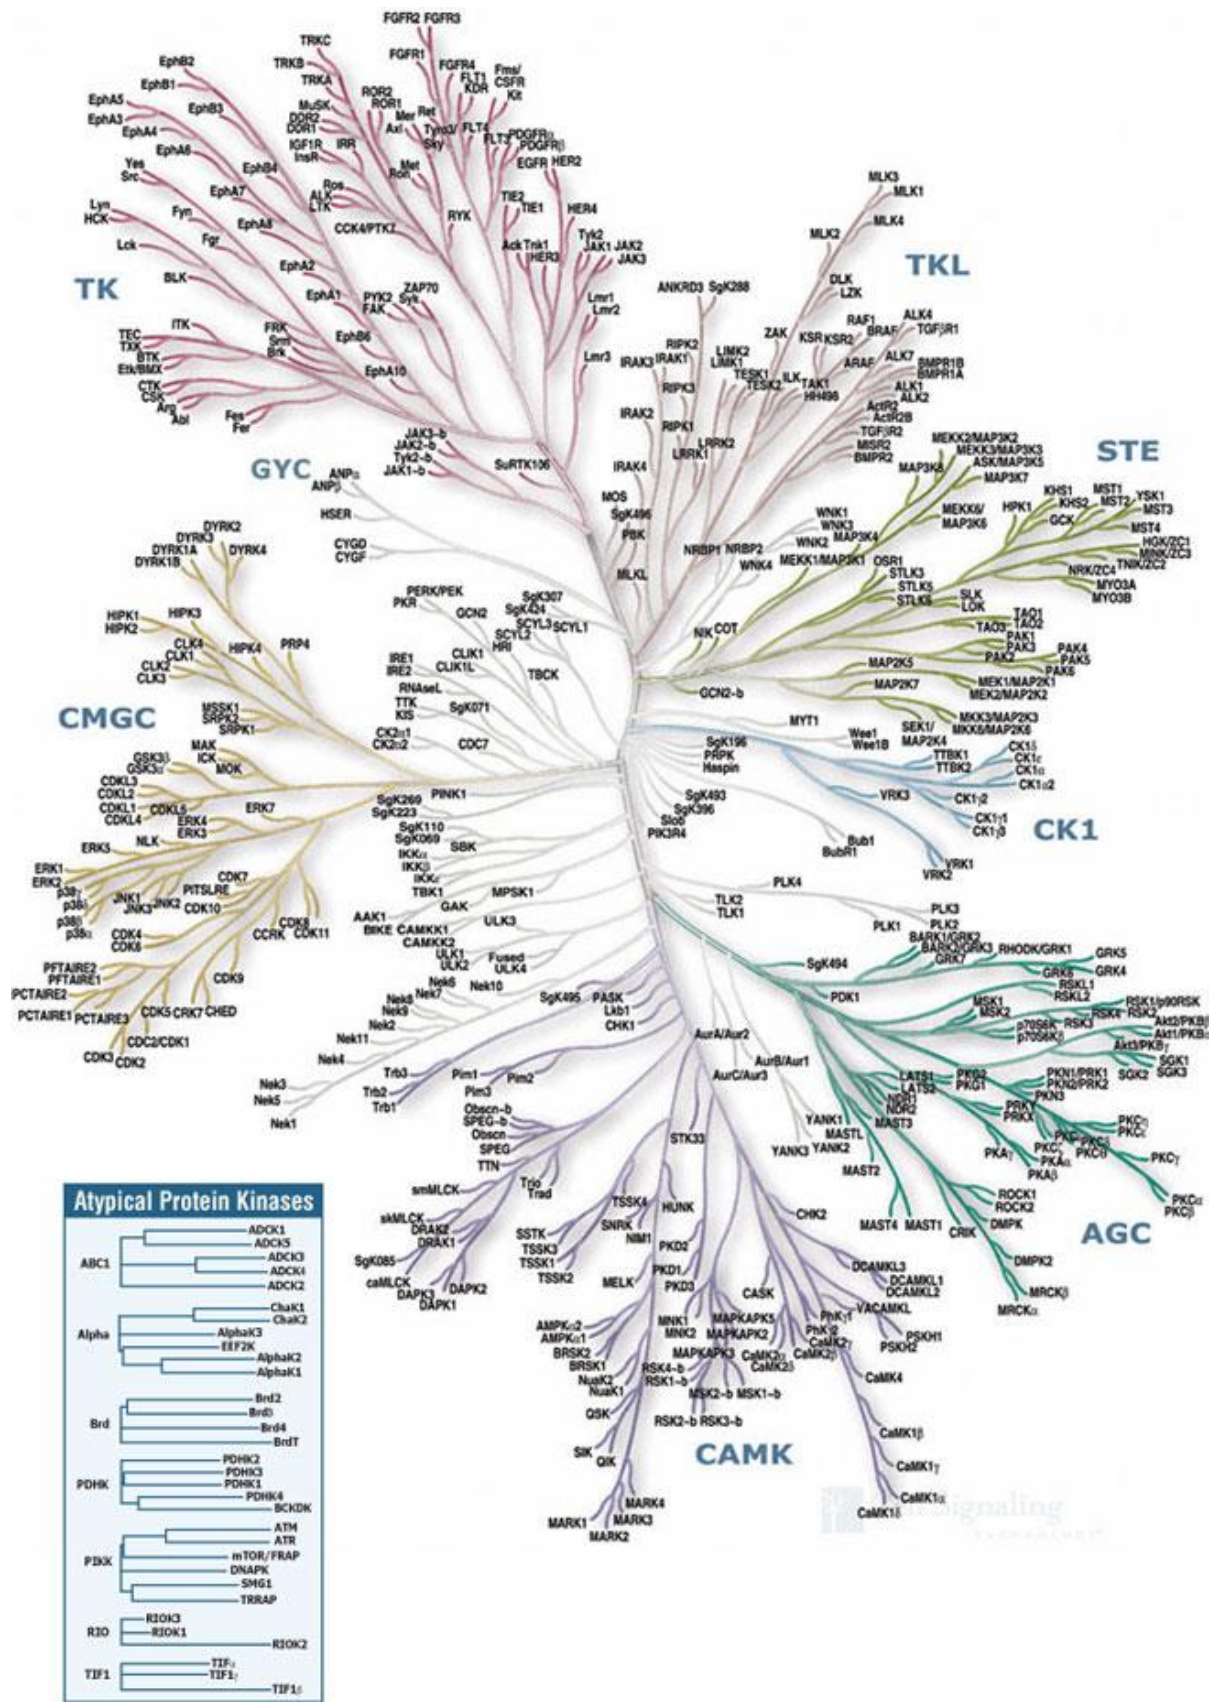 FGFR2 FGFR3
TRKC
FGFR1
EphB2
TRKB
FGFR4
FLT1
KDR
Fms/
CSFR
Kit
EphB1
TRKA
ROR2
ROR1
EphA5
EphA3
EphB3
MuSK
DDR2
DDR1
Mer
Axl
Ret
Tyro3/
Sky
FLT4
FLT3
PDGFRα
PDGFRβ
EphA4
IGF1R
InsR
IRR
EphA6
EGFR HER2
Yes
Src
EphB4
Met
Ron
Ros
ALK
LTK
EphA7
TIE2
TIE1
MLK3
MLK1
Lyn
HCK
Fyn
EphA8
CCK4/PTK7
RYK
HER4
MLK4
Lck
Fgr
Ack Tnk1
HER3
Tyk2
JAK1
JAK2
JAK3
MLK2
TKL
BLK
EphA2
TK
EphA1
PYK2
FAK
ZAP70
Syk
Lmr1
Lmr2
ANKRD3
SgK288
DLK
LZK
ITK
TEC
TXK
BTK
Etk/BMX
FRK
Srm
Brk
EphB6
Lmr3
RIPK2
IRAK3
IRAK1
LIMK2
LIMK1
ZAK
KSR1
KSR2
RAF1
BRAF
ARAF
ALK4
TGFβR1
ALK7
CTK
CSK
Arg
Abl
EphA10
RIPK3
TESK1
TESK2
ILK
TAK1
HH498
BMPR1B
BMPR1A
ALK1
ALK2
Fes
Fer
IRAK2
RIPK1
ActR2
ActR2B
TGFβR2
MISR2
BMPR2
JAK3~b
JAK2~b
Tyk2~b
JAK1~b
SuRTK106
LRRK2
LRRK1
IRAK4
MEKK2/MAP3K2
MEKK3/MAP3K3
ASK/MAP3K5
MAP3K8
MAP3K7
STE
GYC
ANPα
ANPβ
HSER
MOS
SgK496
PBK
WNK1
WNK3
WNK2
MEKK6/
MAP3K6
MAP3K4
HPK1
KHS1
KHS2
GCK
MST1
MST2
YSK1
MST3
MST4
HGK/ZC1
MINK/ZC3
TNIK/ZC2
NRK/ZC4
MYO3A
MYO3B
CYGD
CYGF
DYRK2
DYRK3
DYRK1A
DYRK1B
DYRK4
NRBP1
NRBP2
WNK4
MEKK1/MAP3K1
OSR1
STLK3
STLK5
STLK6
SLK
LOK
MLKL
HIPK1
HIPK2
HIPK3
PERK/PEK
PKR
GCN2
SgK307
SgK424
SCYL3
SCYL1
SCYL2
HRI
TAO1
TAO2
TAO3
PAK1
PAK3
PAK2
PAK4
PAK5
PAK6
NIK
COT
CLK4
CLK1
CLK2
CLK3
HIPK4
PRP4
CLIK1
CLIK1L
IRE1
IRE2
RNAseL
TBCK
MAP2K5
MAP2K7
MEK1/MAP2K1
MEK2/MAP2K2
GCN2~b
TTK
KIS
SgK071
CMGC
MSSK1
SRPK2
SRPK1
MYT1
SEK1/
MAP2K4
MKK3/MAP2K3
MKK6/MAP2K6
CK2α1
CK2α2
CDC7
Wee1
Wee1B
SgK196
PRPK
Haspin
TTBK1
TTBK2
CK1δ
CK1ε
CK1α
CK1α2
MAK
ICK
MOK
GSK3β
GSK3α
CDKL3
CDKL2
CDKL1
CDKL4
CDKL5
PINK1
SgK269
SgK223
VRK3
CK1γ2
CK1γ1
CK1γ3
SgK493
SgK396
Slob
PIK3R4
ERK7
ERK4
ERK3
NLK
ERK5
SgK110
SgK069
SBK
Bub1
BubR1
CK1
VRK1
VRK2
ERK1
ERK2
p38γ
p38δ
p38β
p38α
JNK1
JNK3
JNK2
PITSLRE
CDK7
CDK10
IKKα
IKKβ
IKKε
TBK1
MPSK1
PLK4
TLK2
TLK1
PLK1
PLK3
PLK2
GAK
AAK1
BIKE
CAMKK1
CAMKK2
ULK3
CDK4
CDK6
CCRK
CDK8
CDK11
BARK1/GRK2
BARK2/GRK3
RHODK/GRK1
GRK5
GRK7
GRK6
GRK4
ULK1
ULK2
Fused
ULK4
SgK494
PFTAIRE2
PFTAIRE1
PCTAIRE2
PCTAIRE1
PCTAIRE3
CDK9
CDK5
CRK7
CHED
CDC2/CDK1
CDK3
CDK2
Nek6
Nek7
Nek10
Nek8
Nek9
Nek2
Nek11
Nek4
Nek3
Nek5
Nek1
SgK495
PASK
Lkb1
CHK1
PDK1
RSKL1
RSKL2
MSK1
MSK2
p70S6K
p70S6Kβ
RSK1/p90RSK
RSK4
RSK2
RSK3
Akt2/PKBβ
Akt1/PKBα
Akt3/PKBγ
SGK1
SGK2
SGK3
AurA/Aur2
AurB/Aur1
AurC/Aur3
Trb3
Trb2
Trb1
Pim1
Pim2
Pim3
LATS1
LATS2
NDR1
NDR2
PKG2
PKG1
PKN1/PRK1
PKN2/PRK2
PKN3
PRKY
PRKX
Obscn~b
SPEG~b
Obscn
SPEG
TTN
STK33
YANK1
YANK2
YANK3
MASTL
MAST3
MAST2
MAST4
MAST1
PKAγ
PKAα
PKAβ
PKCζ
PKCδ
PKCθ
PKCη
PKCε
PKCγ
PKCα
PKCβ
smMLCK
Trio
Trad
skMLCK
TSSK4
HUNK
SNRK
NIM1
SSTK
TSSK3
TSSK1
TSSK2
CHK2
ROCK1
ROCK2
CRIK
DMPK
DMPK2
MRCKβ
MRCKα
AGC
DRAK2
DRAK1
SgK085
caMLCK
DAPK3
DAPK2
DAPK1
PKD2
PKD1
PKD3
MELK
CASK
DCAMKL3
DCAMKL1
DCAMKL2
VACAMKL
PhKγ1
PhKγ2
PSKH1
PSKH2
MNK1
MNK2
MAPKAPK5
MAPKAPK2
MAPKAPK3
AMPKα2
AMPKα1
BRSK2
BRSK1
NuaK2
NuaK1
CaMK2γ
CaMK2α
CaMK2β
CaMK2δ
RSK4~b
RSK1~b
MSK2~b
MSK1~b
RSK2~b
RSK3~b
CaMK4
QSK
SIK
QIK
CAMK
CaMK1β
CaMK1γ
CaMK1α
CaMK1δ
MARK4
MARK1
MARK3
MARK2
Signaling
Atypical Protein Kinases
ABC1
ADCK1
ADCK5
ADCK3
ADCK4
ADCK2
Alpha
ChaK1
ChaK2
AlphaK3
EEF2K
AlphaK2
AlphaK1
Brd
Brd2
Brd3
Brd4
BrdT
PDHK
PDHK2
PDHK3
PDHK1
PDHK4
BCKDK
PIKK
ATM
ATR
mTOR/FRAP
DNAPK
SMG1
TRRAP
RIO
RIOK3
RIOK1
RIOK2
TIF1
TIFα
TIF1γ
TIF1β